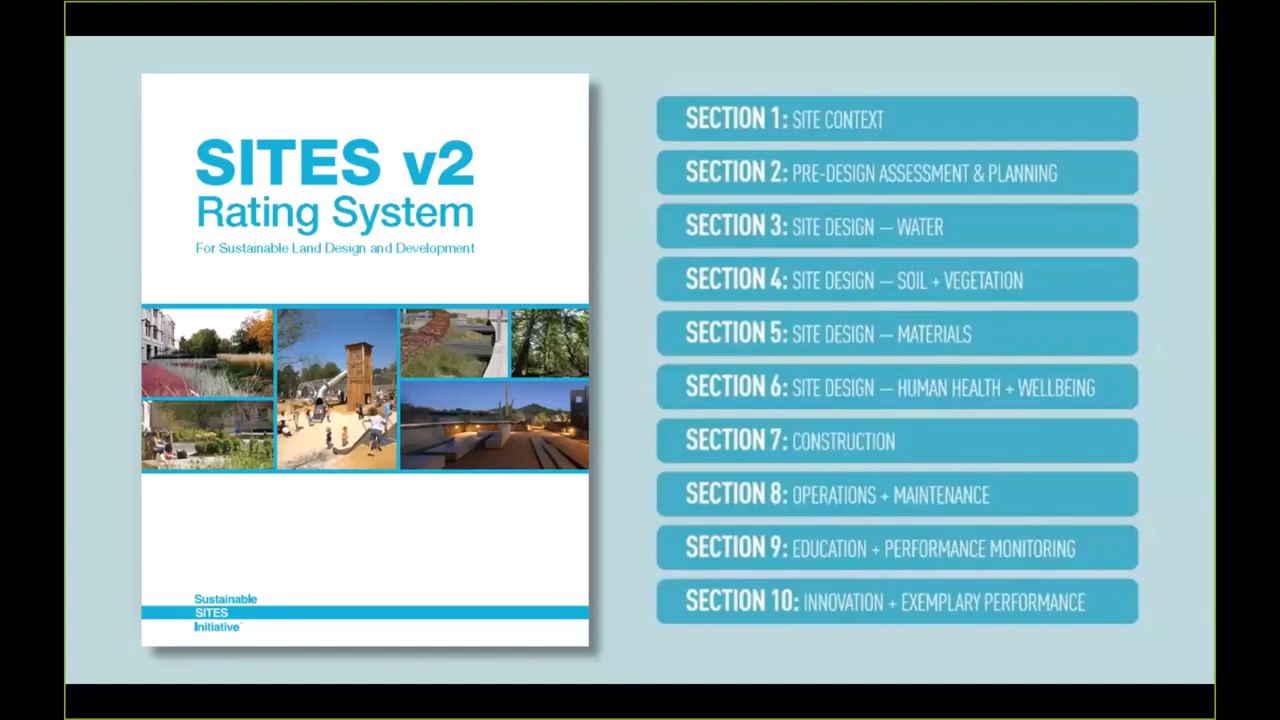 SITES v2
Rating System
For Sustainable Land Design and Development
Sustainable
SITES
Initiative
SECTION 1: SITE CONTEXT
SECTION 2: PRE-DESIGN ASSESSMENT & PLANNING
SECTION 3: SITE DESIGN — WATER
SECTION 4: SITE DESIGN — SOIL + VEGETATION
SECTION 5: SITE DESIGN — MATERIALS
SECTION 6: SITE DESIGN — HUMAN HEALTH + WELLBEING
SECTION 7: CONSTRUCTION
SECTION 8: OPERATIONS + MAINTENANCE
SECTION 9: EDUCATION + PERFORMANCE MONITORING
SECTION 10: INNOVATION + EXEMPLARY PERFORMANCE